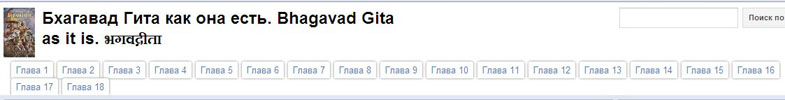 Бхагавад Гита как она есть. Bhagavad Gita
as it is. भगवद्गीता
Поиск по
Глава 1 Глава 2 Глава 3 Глава 4 Глава 5 Глава 6 Глава 7 Глава 8 Глава 9 Глава 10 Глава 11 Глава 12 Глава 13 Глава 14 Глава 15 Глава 16
Глава 17 Глава 18